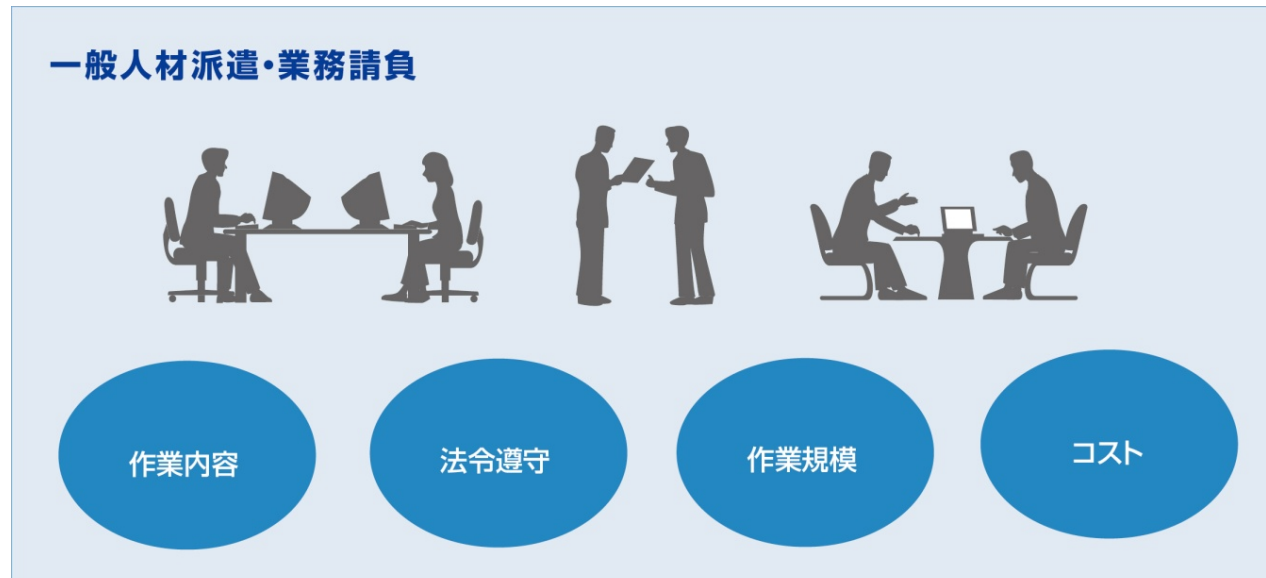 一般人材派遣・業務請負
作業内容
法令遵守
作業規模
コスト